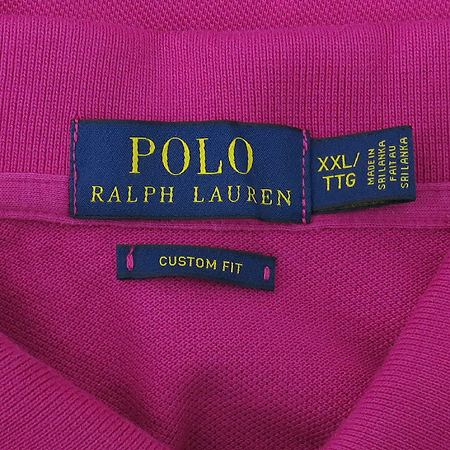 POLO
RALPH LAUREN
XXL/
TTG
MADE IN
SRI LANKA
FAIT AU
SRI LANKA
CUSTOM FIT